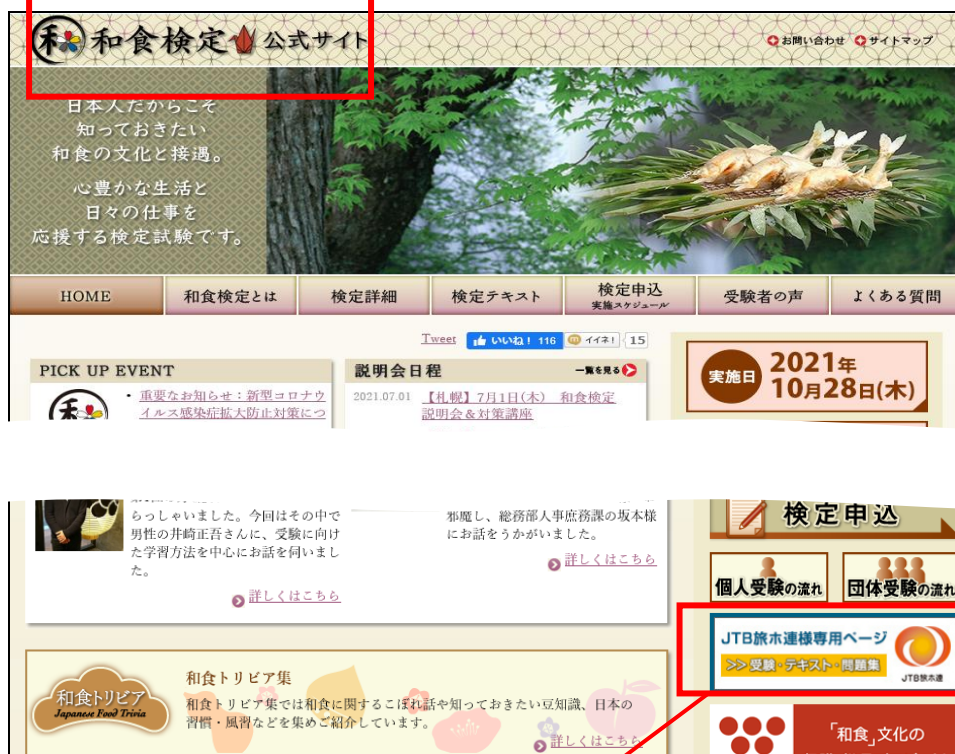 和 和食検定 公式サイト
お問い合わせ サイトマップ
日本人だからこそ
知っておきたい
和食の文化と接遇。
心豊かな生活と
日々の仕事を
応援する検定試験です。
HOME 和食検定とは 検定詳細 検定テキスト 検定申込 実施スケジュール 受験者の声 よくある質問
Tweet いいね！ 116 イイネ！ 15
PICK UP EVENT
・重要なお知らせ：新型コロナウ
イルス感染症拡大防止対策につ
説明会日程 一覧を見る
2021.07.01 【札幌】7月1日(木) 和食検定
説明会＆対策講座
実施日 2021年
10月28日(木)
らっしゃいました。今回はその中で
男性の井崎正吾さんに、受験に向け
た学習方法を中心にお話を伺いまし
た。
詳しくはこちら
邪魔し、総務部人事庶務課の坂本様
にお話をうかがいました。
詳しくはこちら
検定申込
個人受験の流れ 団体受験の流れ
JTB旅ホ連様専用ページ
>> 受験・テキスト・問題集
JTB旅ホ連
和食トリビア
Japanese Food Trivia
和食トリビア集
和食トリビア集では和食に関するこぼれ話や知っておきたい豆知識、日本の
習慣・風習などを集めご紹介しています。
詳しくはこちら
「和食」文化の